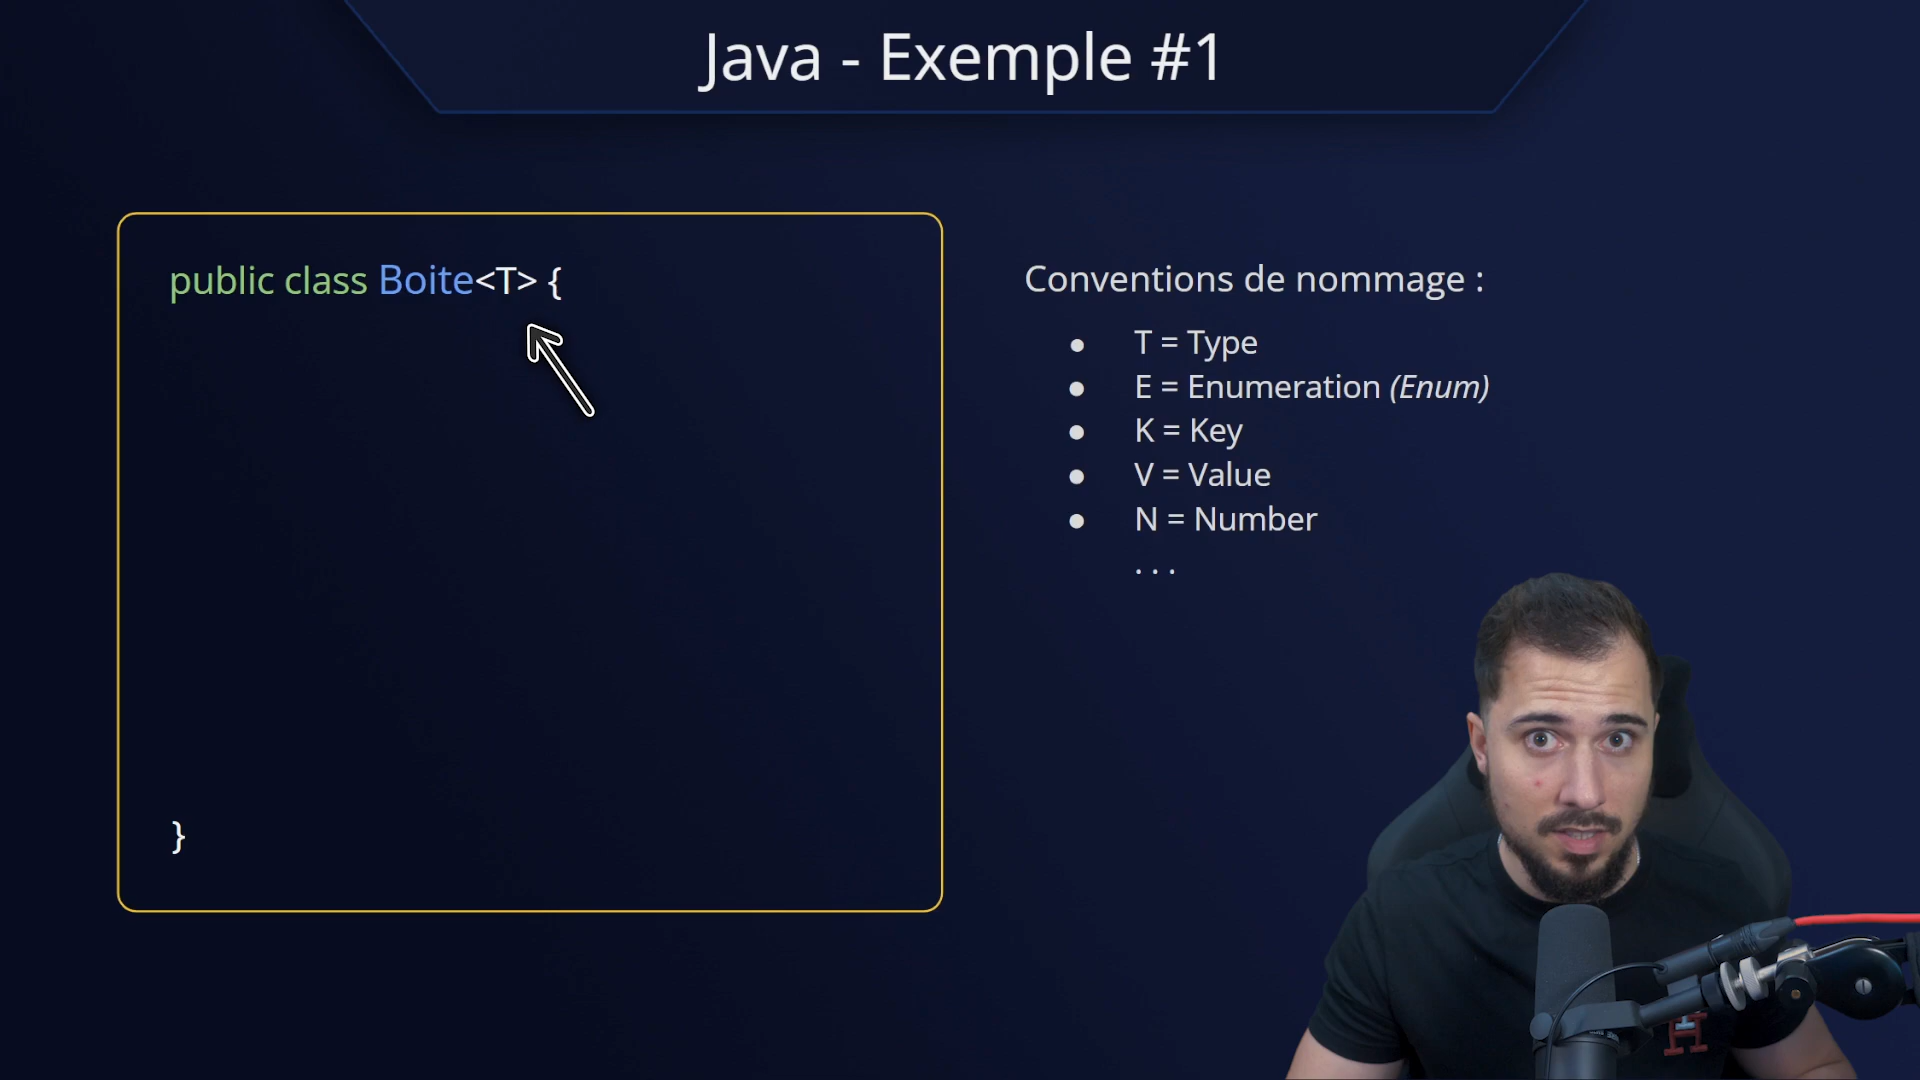 Java - Exemple #1
public class Boite<T> {
}
Conventions de nommage :
● T = Type
● E = Enumeration (Enum)
● K = Key
● V = Value
● N = Number
. . .